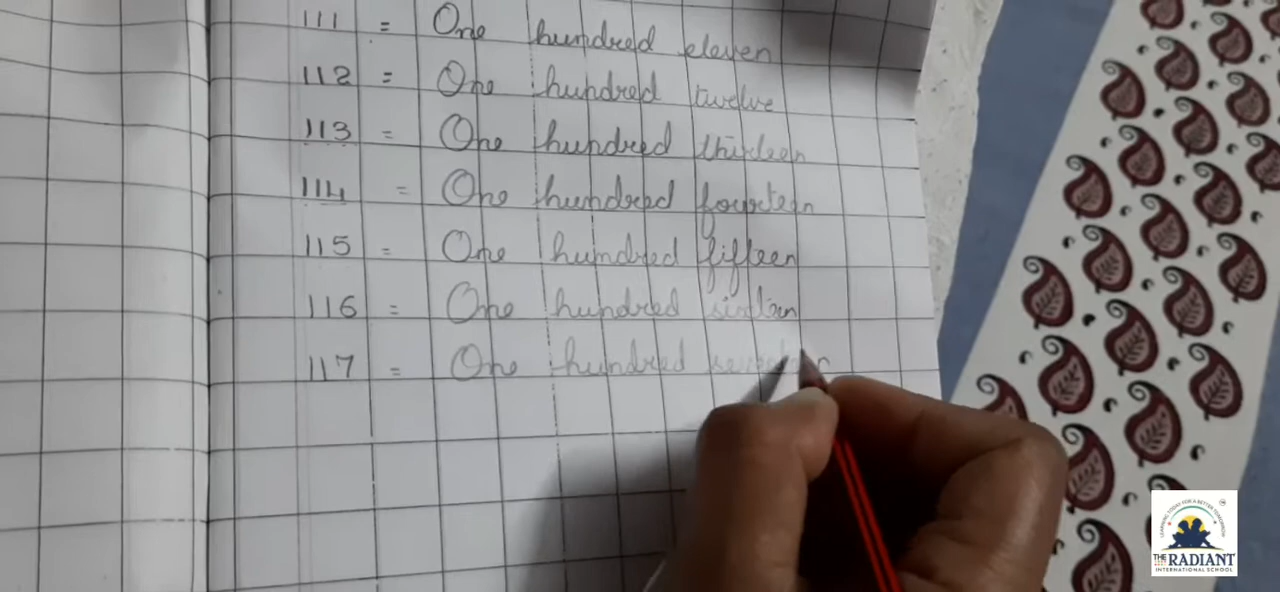 111 = One hundred eleven
112 = One hundred twelve
113 = One hundred thirteen
114 = One hundred fourteen
115 = One hundred fifteen
116 = One hundred sixteen
117 = One hundred
THE RADIANT
INTERNATIONAL SCHOOL